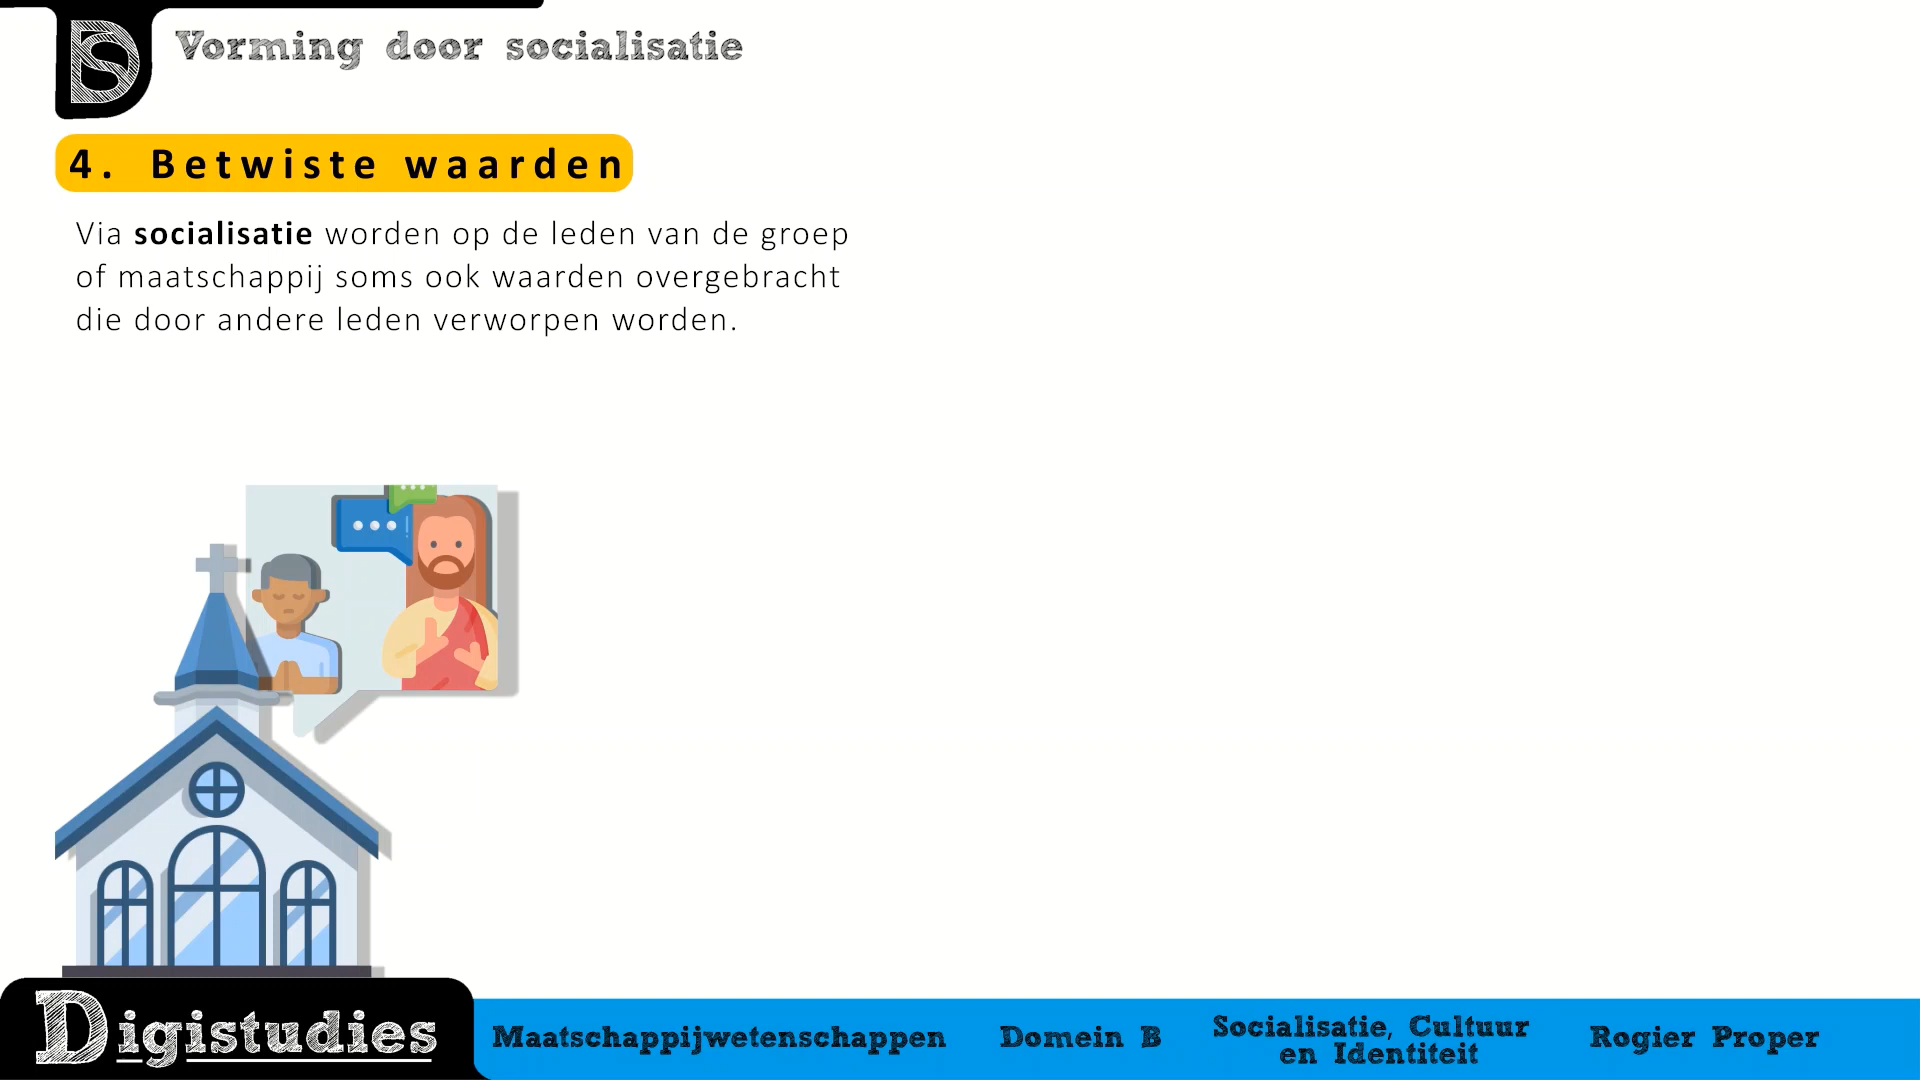 DS
Vorming door socialisatie
4. Betwiste waarden
Via socialisatie worden op de leden van de groep
of maatschappij soms ook waarden overgebracht
die door andere leden verworpen worden.
Digistudies
Maatschappijwetenschappen
Domein B
Socialisatie, Cultuur
en Identiteit
Rogier Proper